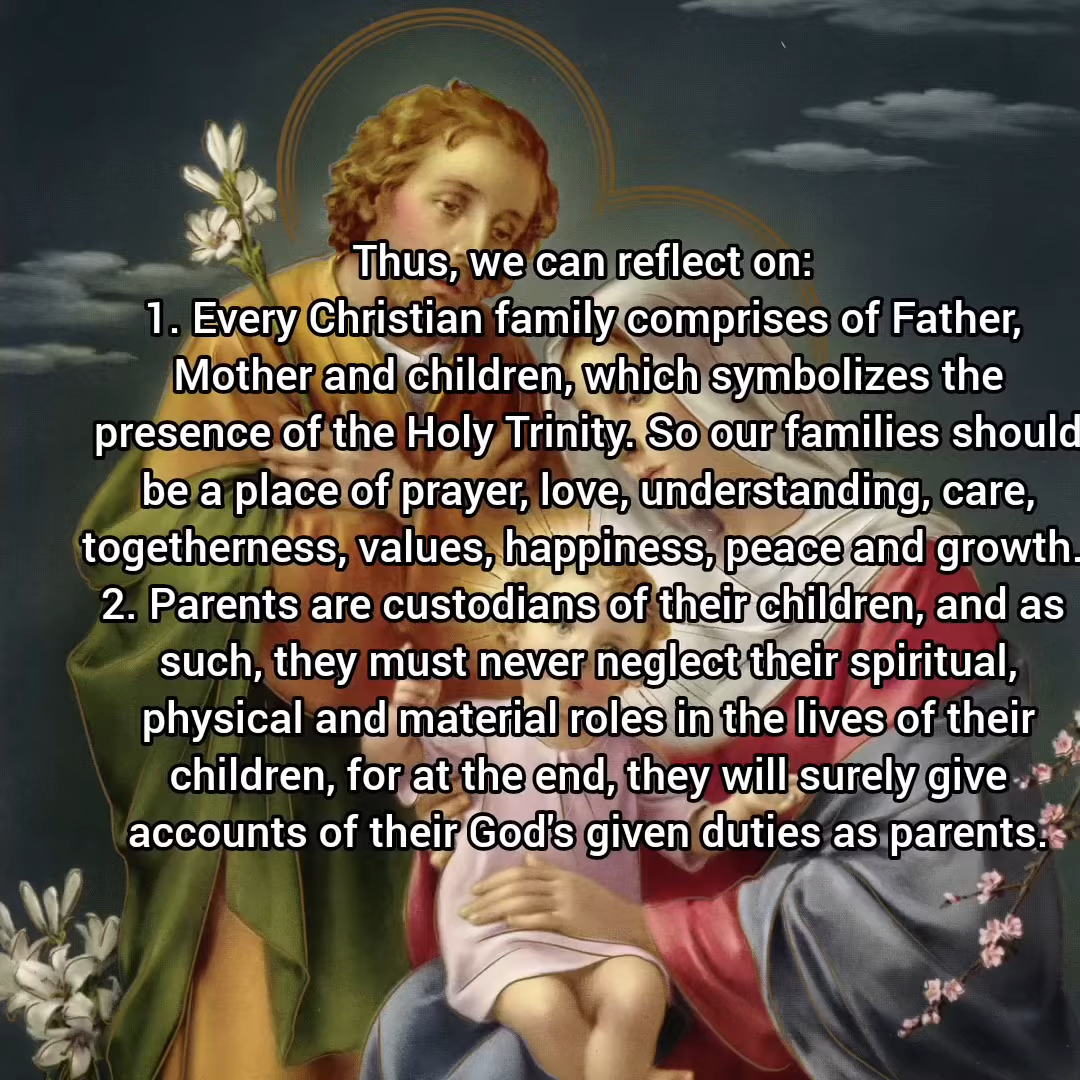 Thus, we can reflect on:
1. Every Christian family comprises of Father,
Mother and children, which symbolizes the
presence of the Holy Trinity. So our families should
be a place of prayer, love, understanding, care,
togetherness, values, happiness, peace and growth.
2. Parents are custodians of their children, and as
such, they must never neglect their spiritual,
physical and material roles in the lives of their
children, for at the end, they will surely give
accounts of their God's given duties as parents.